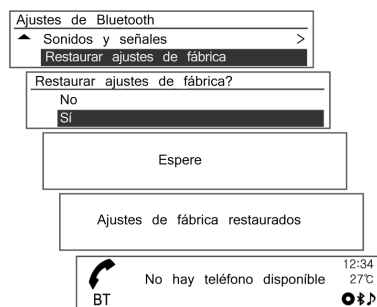 Ajustes de Bluetooth
Sonidos y señales >
Restaurar ajustes de fábrica
Restaurar ajustes de fábrica?
No
Sí
Espere
Ajustes de fábrica restaurados
12:34
No hay teléfono disponíble 27℃
BT